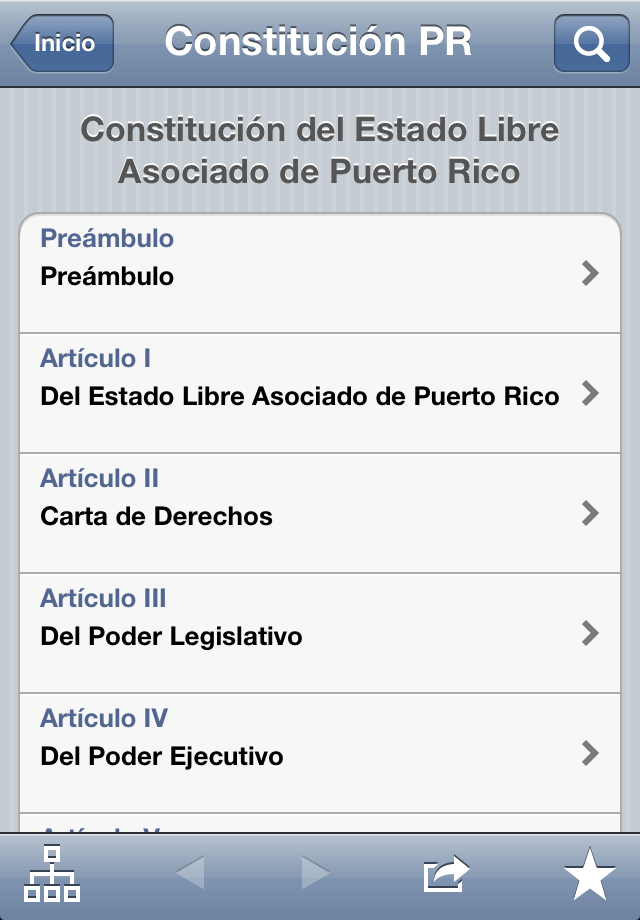 Inicio
Constitución PR
Constitución del Estado Libre
Asociado de Puerto Rico
Preámbulo
Preámbulo
Artículo I
Del Estado Libre Asociado de Puerto Rico
Artículo II
Carta de Derechos
Artículo III
Del Poder Legislativo
Artículo IV
Del Poder Ejecutivo